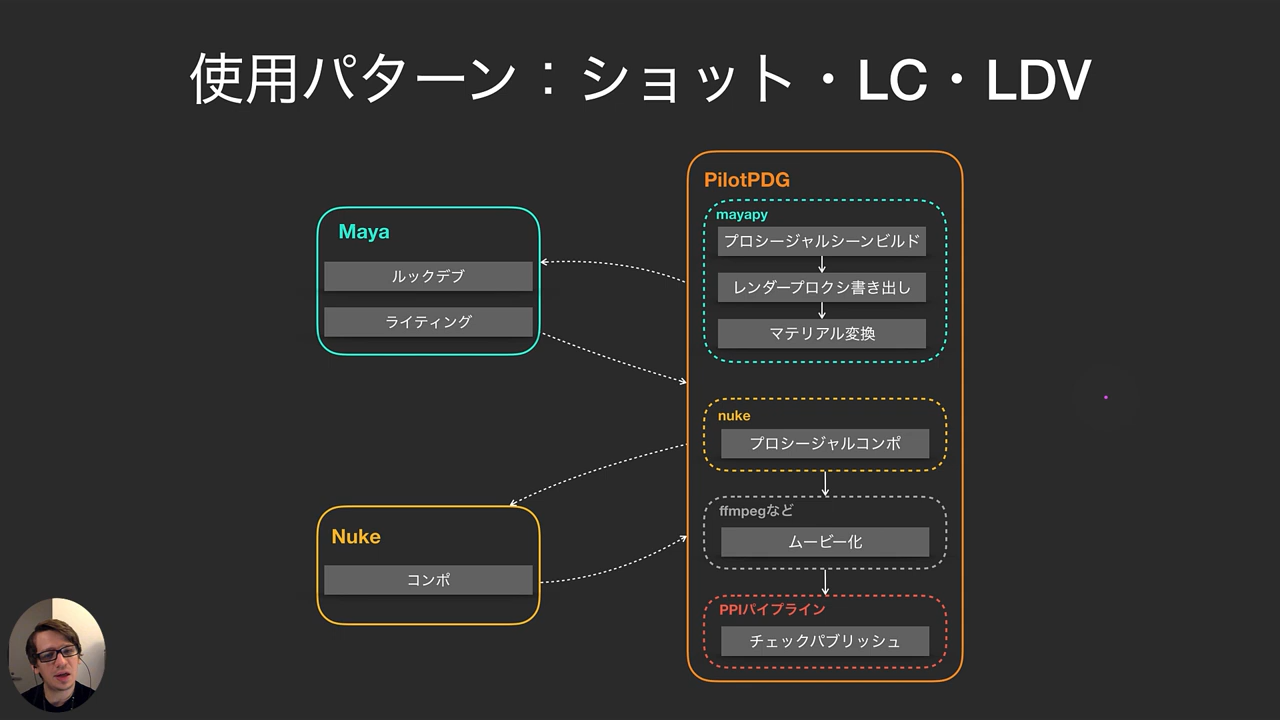 使用パターン：ショット・LC・LDV
Maya
ルックデブ
ライティング
Nuke
コンポ
PilotPDG
mayapy
プロシージャルシーンビルド
レンダープロクシ書き出し
マテリアル変換
nuke
プロシージャルコンポ
ffmpegなど
ムービー化
PPIパイプライン
チェックパブリッシュ